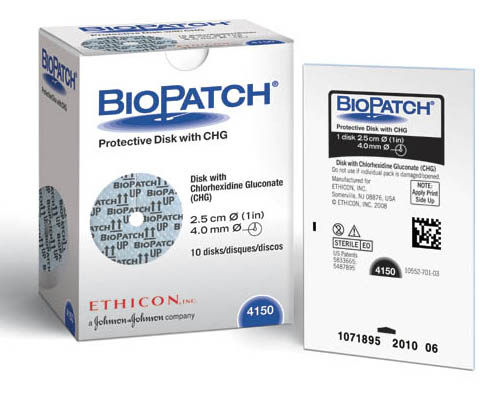 BIOPATCH®
Protective Disk with CHG
Disk with
Chlorhexidine Gluconate
(CHG)
2.5 cm Ø (1in)
4.0 mm Ø
10 disks/disques/discos
BIOPATCH
UP
ETHICON, INC.
a Johnson & Johnson company
4150
BIOPATCH®
Protective Disk with CHG
1 disk 2.5 cm Ø (1in)
4.0 mm Ø
Disk with Chlorhexidine Gluconate (CHG)
Do not use if individual pack is damaged/opened.
Manufactured by
ETHICON, INC.
Somerville, NJ 08876, USA
© ETHICON, INC. 2008
NOTE:
Apply Print
Side Up
STERILE EO
US Patents
5833665;
5487895
4150
10552-701-03
1071895 2010 06